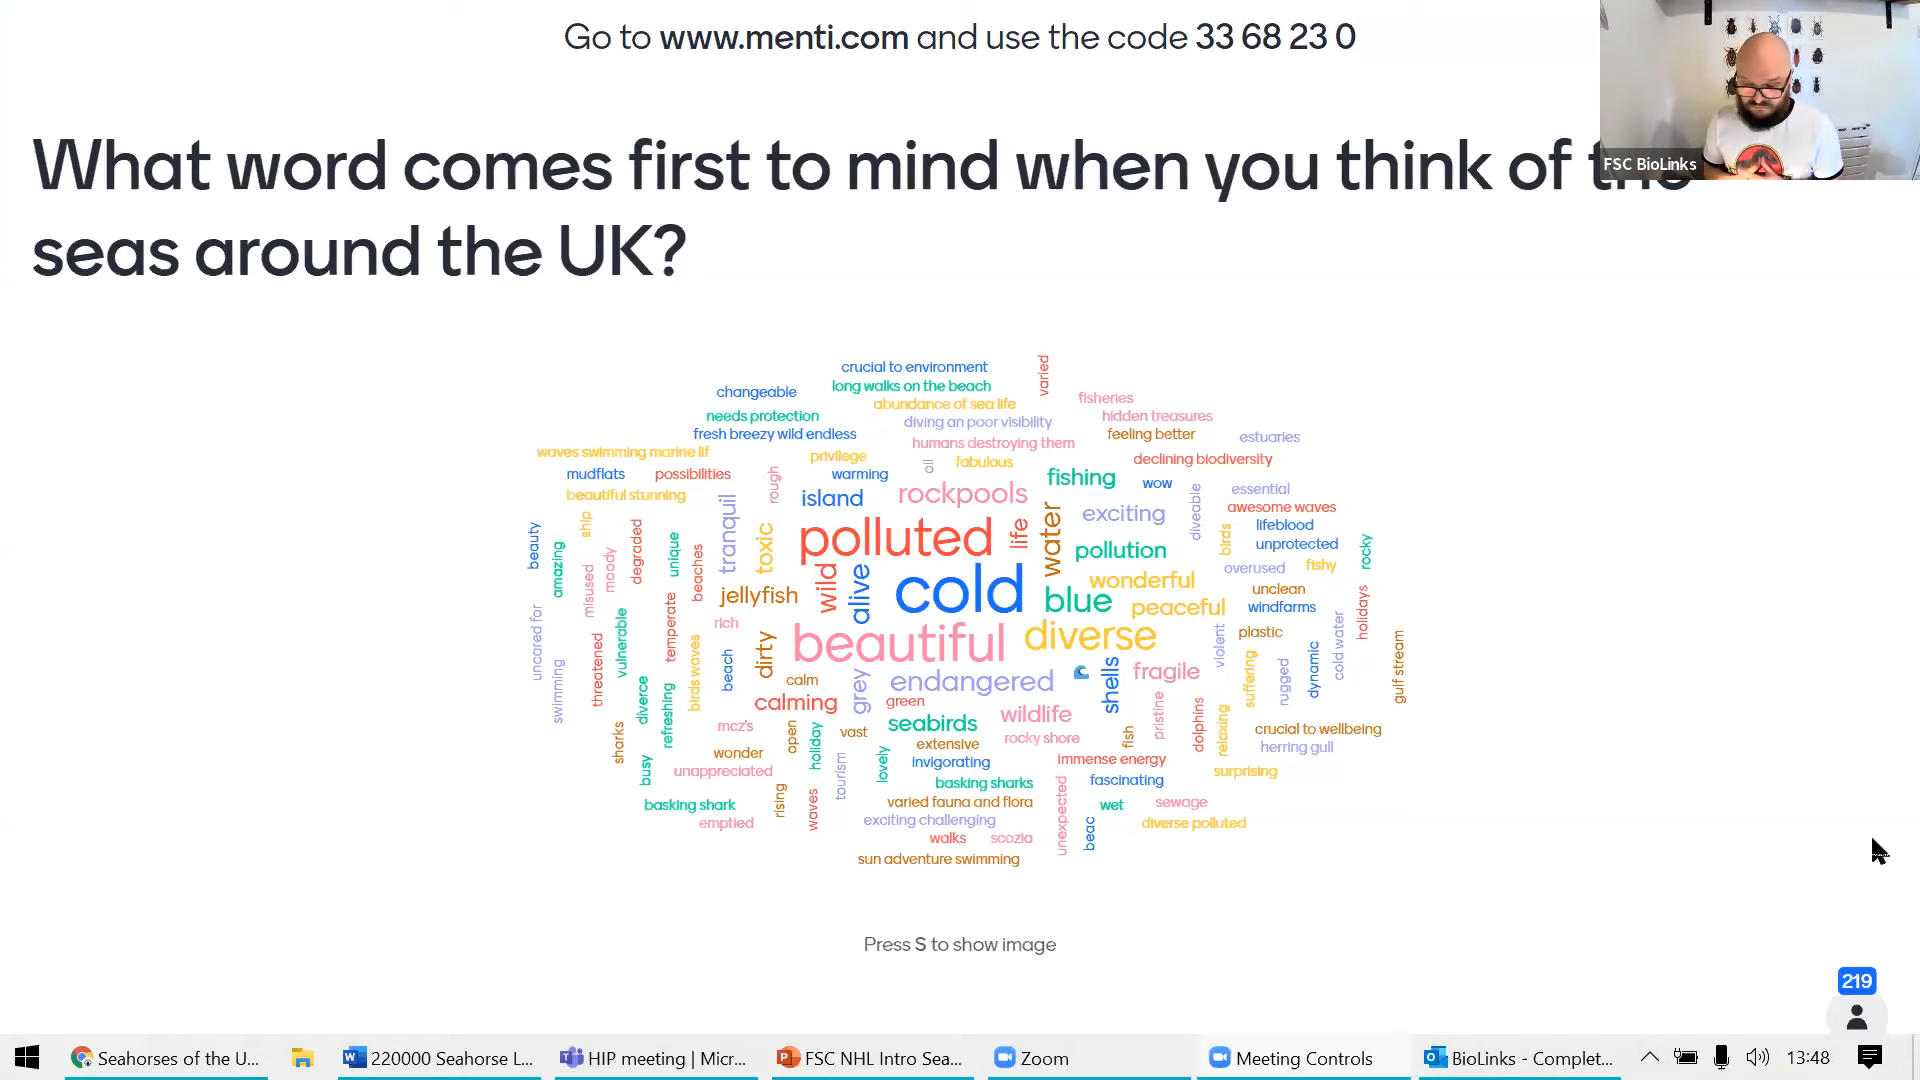 Go to www.menti.com and use the code 33 68 23 0
What word comes first to mind when you think of the
seas around the UK?
FSC BioLinks
crucial to environment
varied
changeable
long walks on the beach
fisheries
abundance of sea life
needs protection
hidden treasures
diving an poor visibility
fresh breezy wild endless
feeling better
estuaries
humans destroying them
waves swimming marine lif
privilege
oil
fabulous
declining biodiversity
mudflats
possibilities
rough
warming
fishing
wow
beautiful stunning
tranquil
island
rockpools
exciting
diveable
essential
awesome waves
beauty
ship
degraded
unique
toxic
polluted
life
water
birds
lifeblood
unprotected
rocky
amazing
moody
beaches
pollution
misused
overused
fishy
jellyfish
wild
alive
cold
blue
wonderful
peaceful
unclean
windfarms
holidays
uncared for
vulnerable
temperate
rich
dirty
beautiful
diverse
violent
plastic
cold water
swimming
threatened
birds waves
beach
calm
grey
endangered
shells
fragile
suffering
rugged
dynamic
gulf stream
diverce
refreshing
calming
green
wildlife
pristine
dolphins
relaxing
sharks
mcz's
open
holiday
vast
seabirds
rocky shore
fish
crucial to wellbeing
herring gull
busy
wonder
extensive
unappreciated
tourism
lovely
invigorating
immense energy
surprising
basking sharks
fascinating
basking shark
rising
waves
varied fauna and flora
unexpected
wet
sewage
emptied
exciting challenging
beac
diverse polluted
walks
scozia
sun adventure swimming
Press S to show image
219
Seahorses of the U...
220000 Seahorse L...
HIP meeting | Micr...
FSC NHL Intro Sea...
Zoom
Meeting Controls
BioLinks - Complet...
13:48